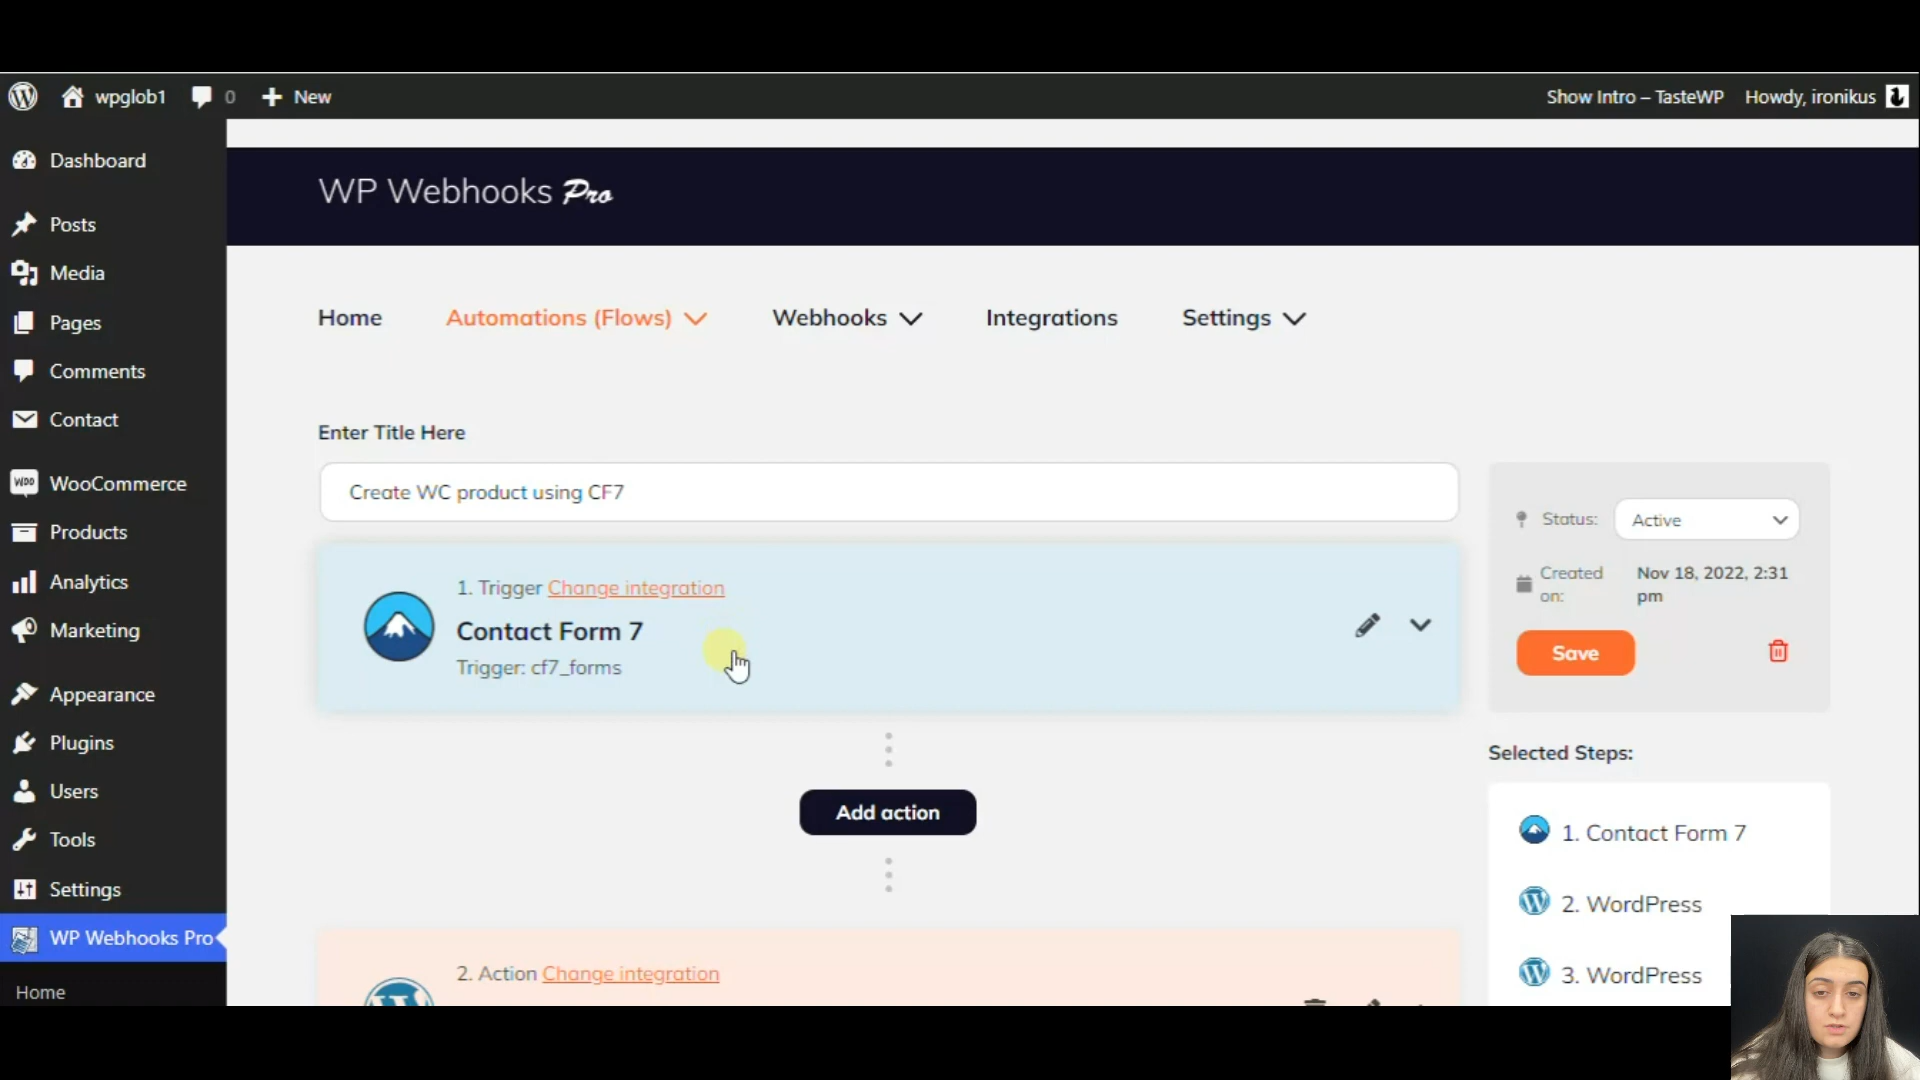 wpglob1
0
New
Show Intro – TasteWP
Howdy, ironikus
Dashboard
Posts
Media
Pages
Comments
Contact
WooCommerce
Products
Analytics
Marketing
Appearance
Plugins
Users
Tools
Settings
WP Webhooks Pro
Home
WP Webhooks Pro
Home
Automations (Flows)
Webhooks
Integrations
Settings
Enter Title Here
Create WC product using CF7
1. Trigger Change integration
Contact Form 7
Trigger: cf7_forms
Add action
2. Action Change integration
Status:
Active
Created on:
Nov 18, 2022, 2:31 pm
Save
Selected Steps:
1. Contact Form 7
2. WordPress
3. WordPress